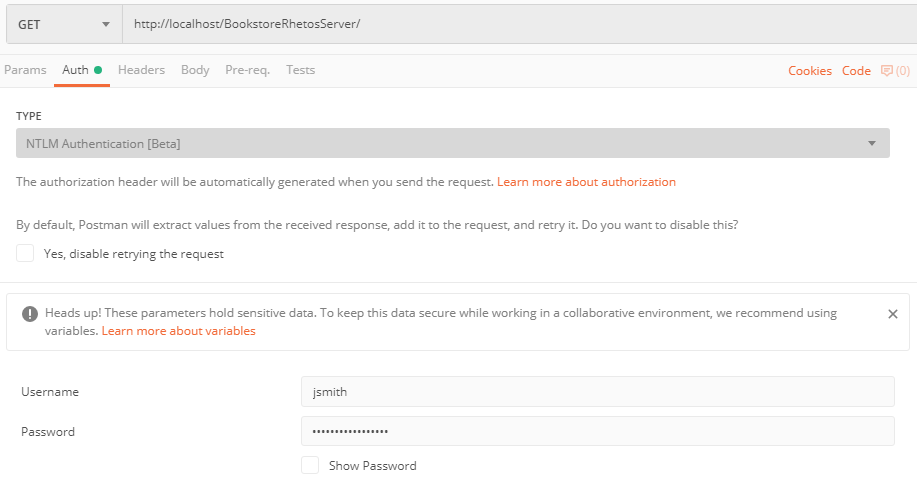 GET http://localhost/BookstoreRhetosServer/
Params Auth Headers Body Pre-req. Tests Cookies Code (0)
TYPE
NTLM Authentication [Beta]
The authorization header will be automatically generated when you send the request. Learn more about authorization
By default, Postman will extract values from the received response, add it to the request, and retry it. Do you want to disable this?
Yes, disable retrying the request
Heads up! These parameters hold sensitive data. To keep this data secure while working in a collaborative environment, we recommend using
variables. Learn more about variables
Username jsmith
Password •••••••••••••••••
Show Password